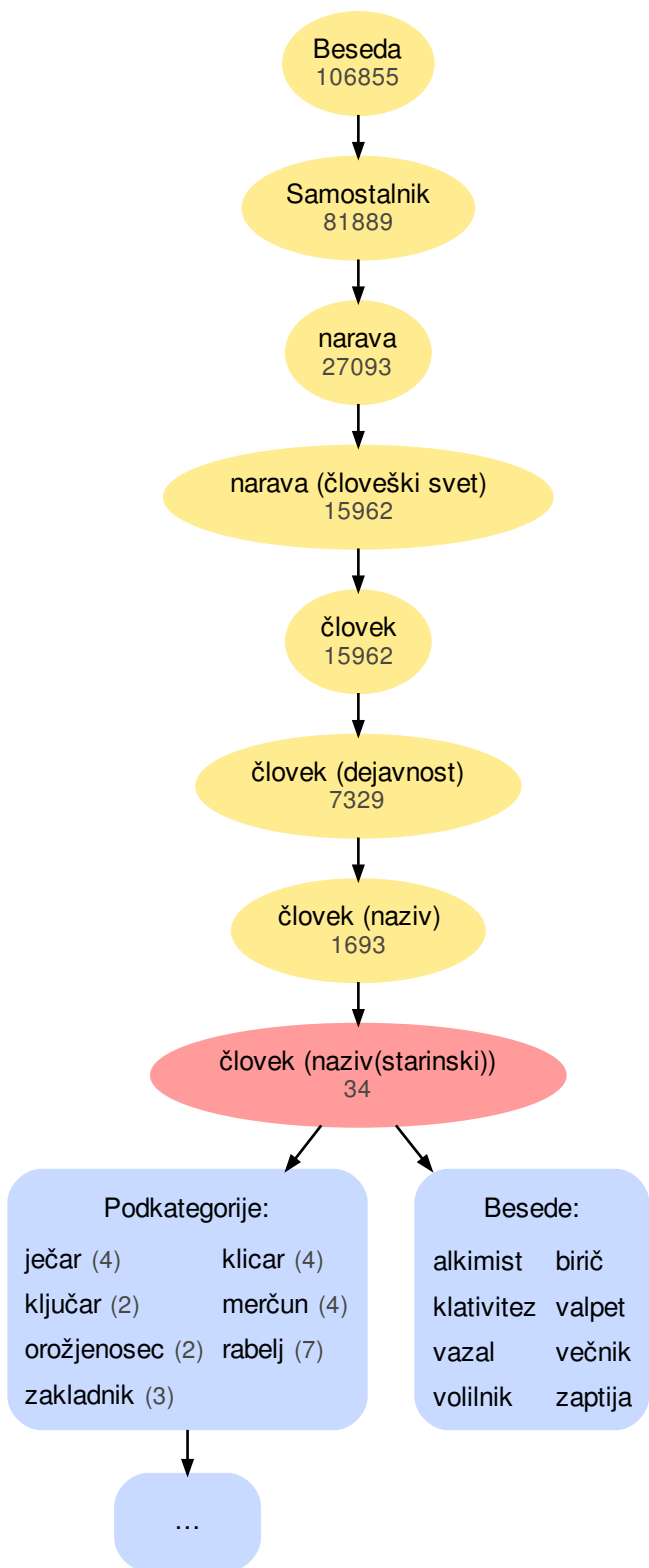 Beseda
106855
Samostalnik
81889
narava
27093
narava (človeški svet)
15962
človek
15962
človek (dejavnost)
7329
človek (naziv)
1693
človek (naziv(starinski))
34
Podkategorije:
ječar (4) klicar (4)
ključar (2) merčun (4)
orožjenosec (2) rabelj (7)
zakladnik (3)
Besede:
alkimist birič
klativitez valpet
vazal večnik
volilnik zaptija
...